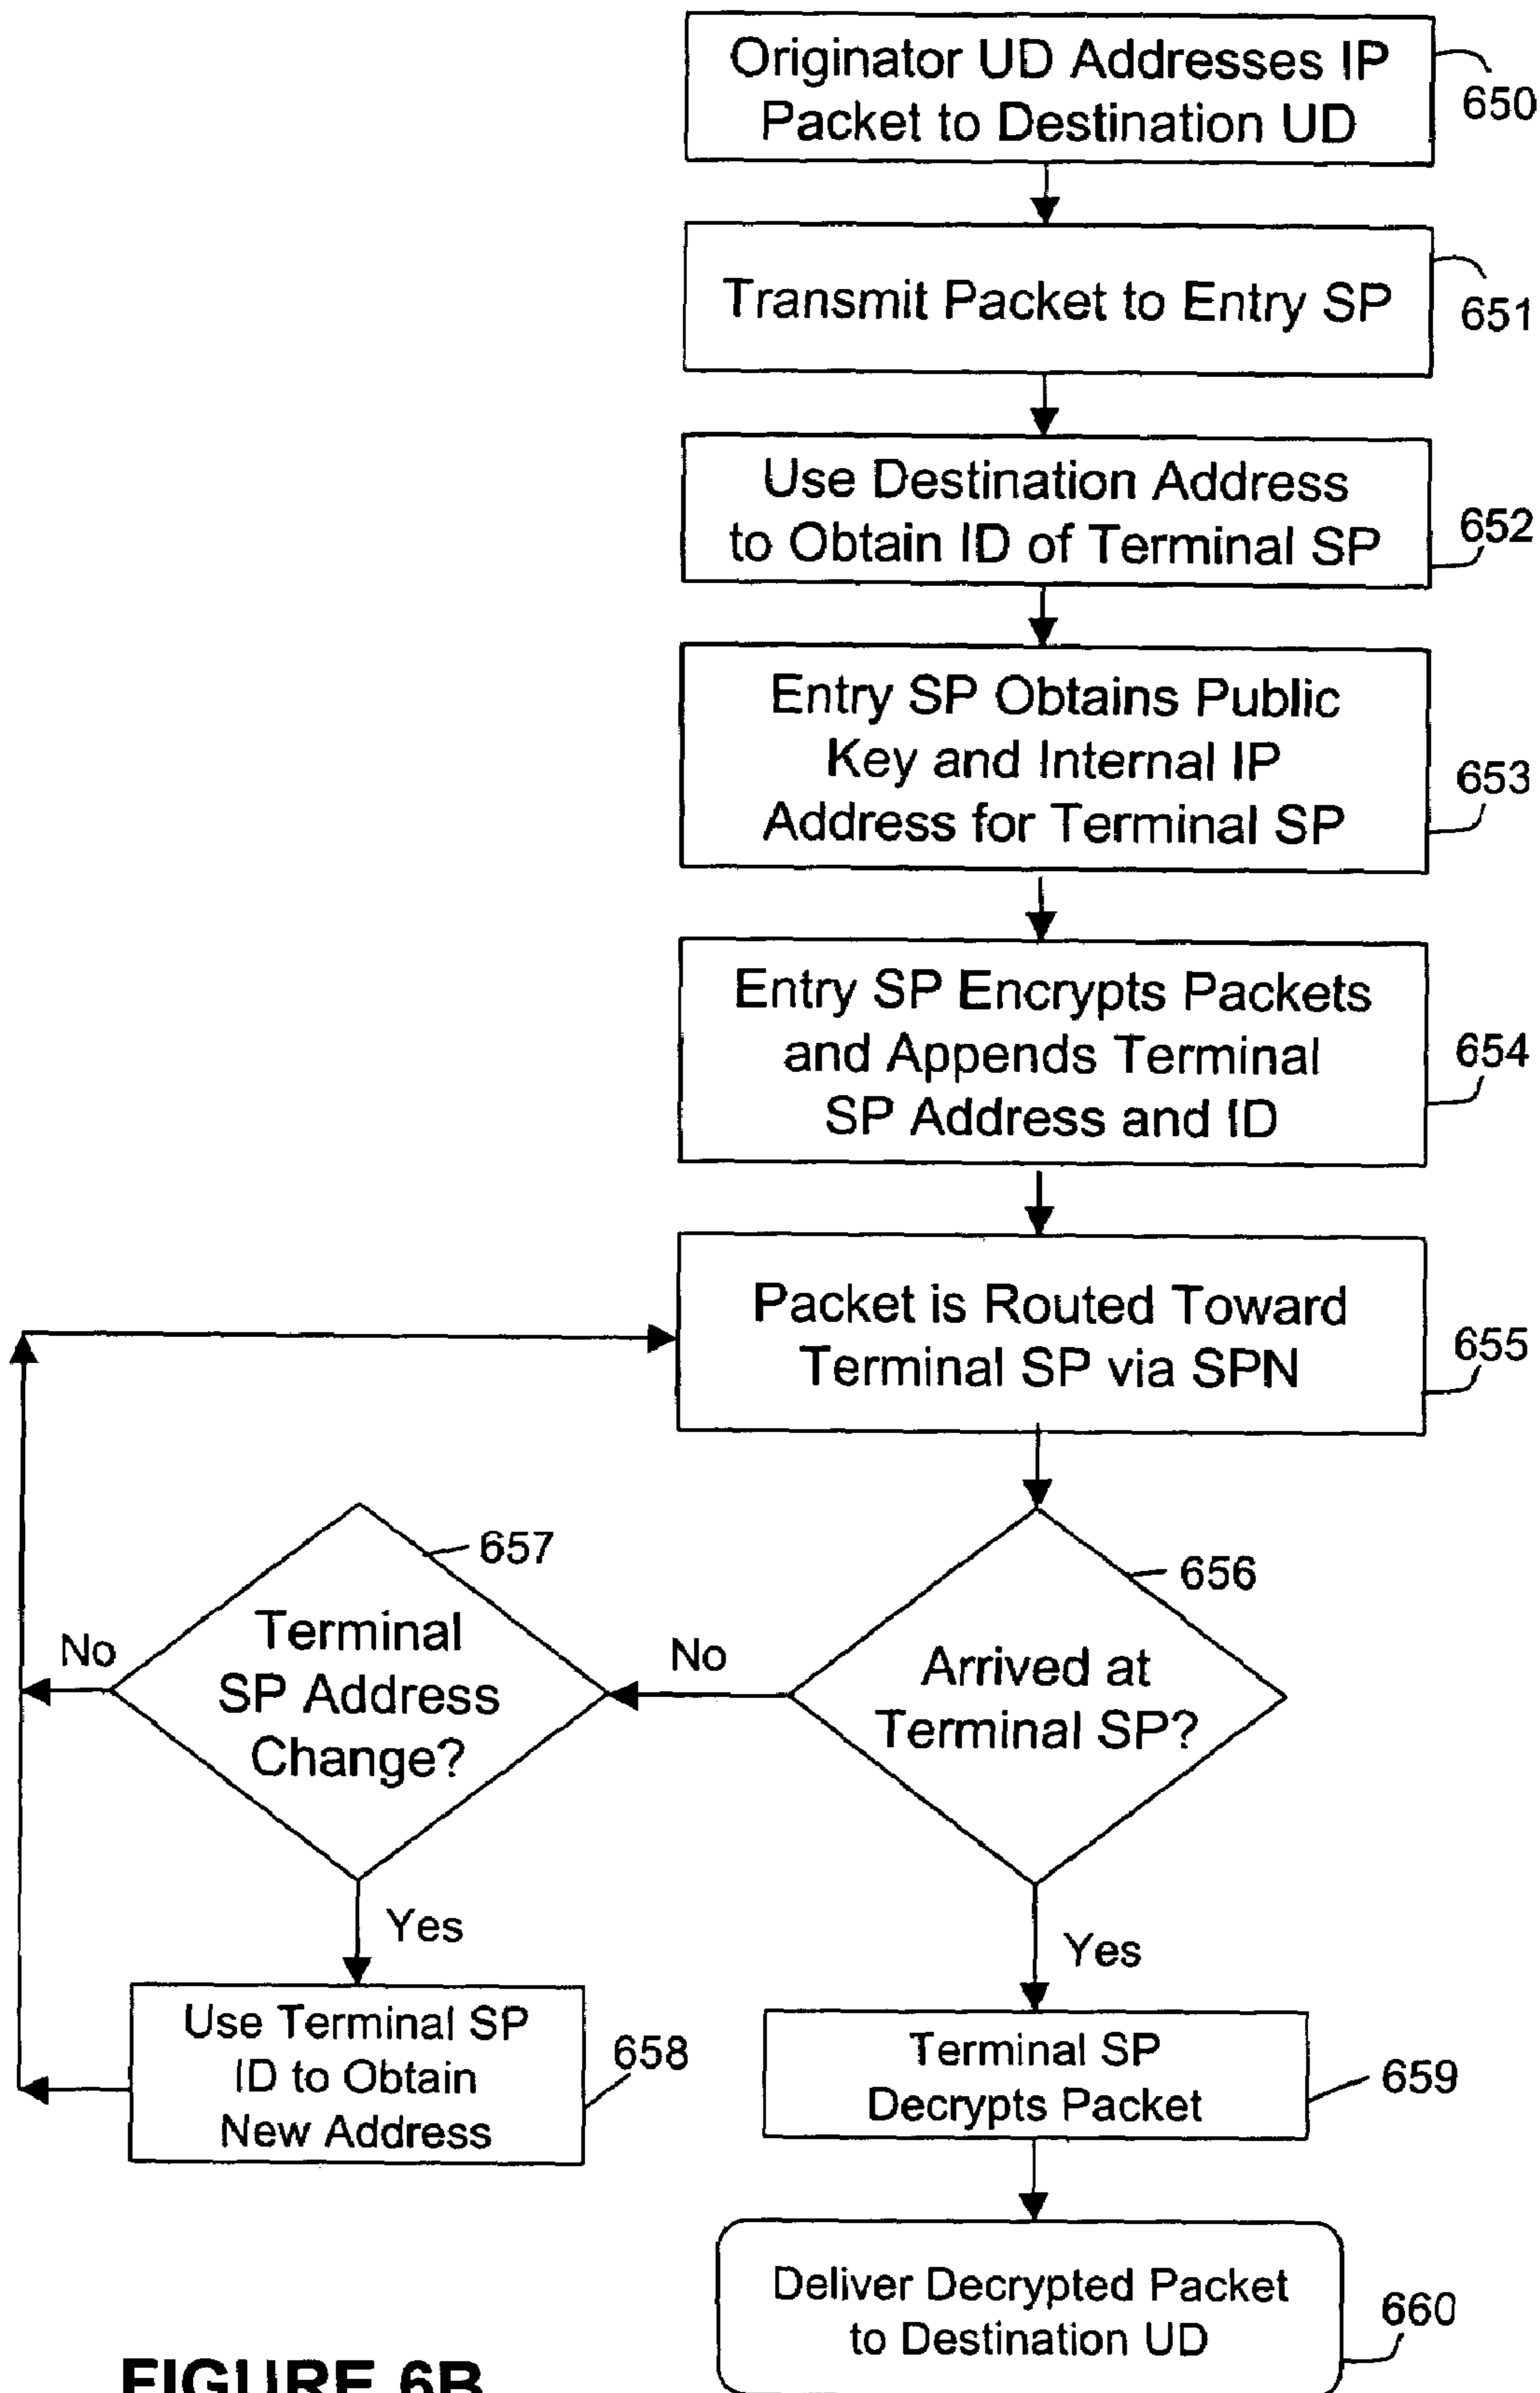 Originator UD Addresses IP
Packet to Destination UD
650
Transmit Packet to Entry SP
651
Use Destination Address
to Obtain ID of Terminal SP
652
Entry SP Obtains Public
Key and Internal IP
Address for Terminal SP
653
Entry SP Encrypts Packets
and Appends Terminal
SP Address and ID
654
Packet is Routed Toward
Terminal SP via SPN
655
657
Terminal
SP Address
Change?
No
No
656
Arrived at
Terminal SP?
Yes
Yes
Use Terminal SP
ID to Obtain
New Address
658
Terminal SP
Decrypts Packet
659
Deliver Decrypted Packet
to Destination UD
660
FIGURE 6B